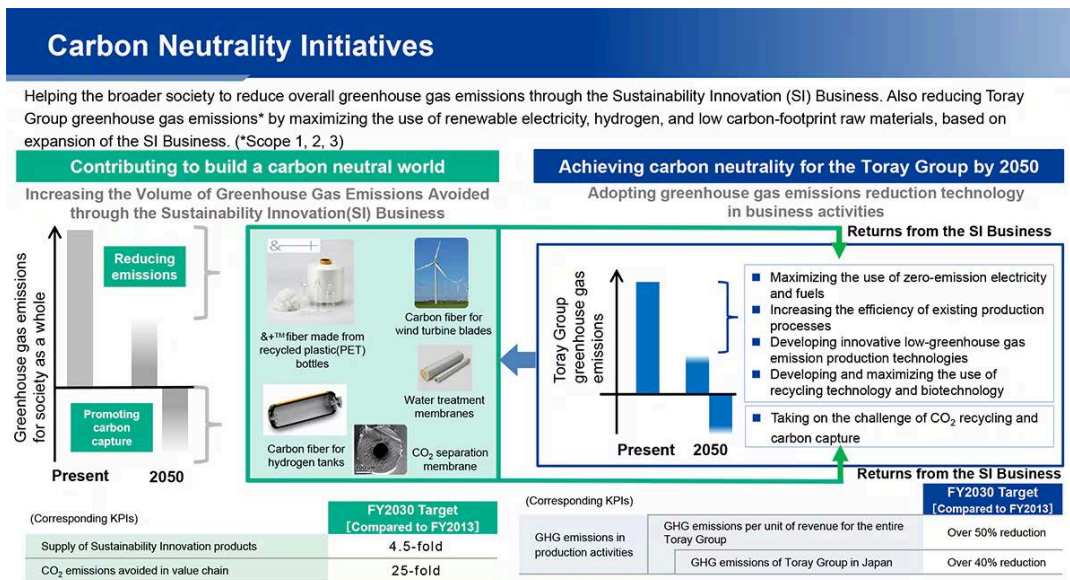 Carbon Neutrality Initiatives
Helping the broader society to reduce overall greenhouse gas emissions through the Sustainability Innovation (SI) Business. Also reducing Toray
Group greenhouse gas emissions* by maximizing the use of renewable electricity, hydrogen, and low carbon-footprint raw materials, based on
expansion of the SI Business. (*Scope 1, 2, 3)
Contributing to build a carbon neutral world
Increasing the Volume of Greenhouse Gas Emissions Avoided
through the Sustainability Innovation(SI) Business
Greenhouse gas emissions
for society as a whole
Reducing
emissions
Promoting
carbon
capture
Present
2050
&+
&+™fiber made from
recycled plastic(PET)
bottles
Carbon fiber for
wind turbine blades
Water treatment
membranes
Carbon fiber for
hydrogen tanks
CO₂ separation
membrane
Achieving carbon neutrality for the Toray Group by 2050
Adopting greenhouse gas emissions reduction technology
in business activities
Returns from the SI Business
Toray Group
greenhouse gas
emissions
Present
2050
■ Maximizing the use of zero-emission electricity
and fuels
■ Increasing the efficiency of existing production
processes
■ Developing innovative low-greenhouse gas
emission production technologies
■ Developing and maximizing the use of
recycling technology and biotechnology
■ Taking on the challenge of CO₂ recycling and
carbon capture
Returns from the SI Business
(Corresponding KPIs)
FY2030 Target
[Compared to FY2013]
Supply of Sustainability Innovation products
4.5-fold
CO₂ emissions avoided in value chain
25-fold
(Corresponding KPIs)
FY2030 Target
[Compared to FY2013]
GHG emissions in
production activities
GHG emissions per unit of revenue for the entire
Toray Group
Over 50% reduction
GHG emissions of Toray Group in Japan
Over 40% reduction